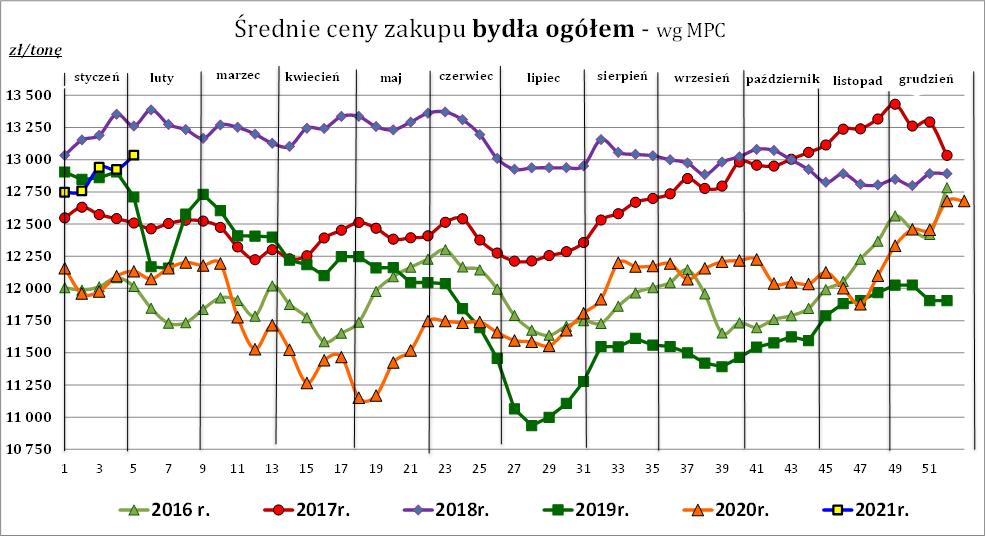 Średnie ceny zakupu bydła ogółem - wg MPC
zł/tonę
styczeń luty marzec kwiecień maj czerwiec lipiec sierpień wrzesień październik listopad grudzień
13 500
13 250
13 000
12 750
12 500
12 250
12 000
11 750
11 500
11 250
11 000
10 750
1 3 5 7 9 11 13 15 17 19 21 23 25 27 29 31 33 35 37 39 41 43 45 47 49 51
2016 r. 2017r. 2018r. 2019r. 2020r. 2021r.